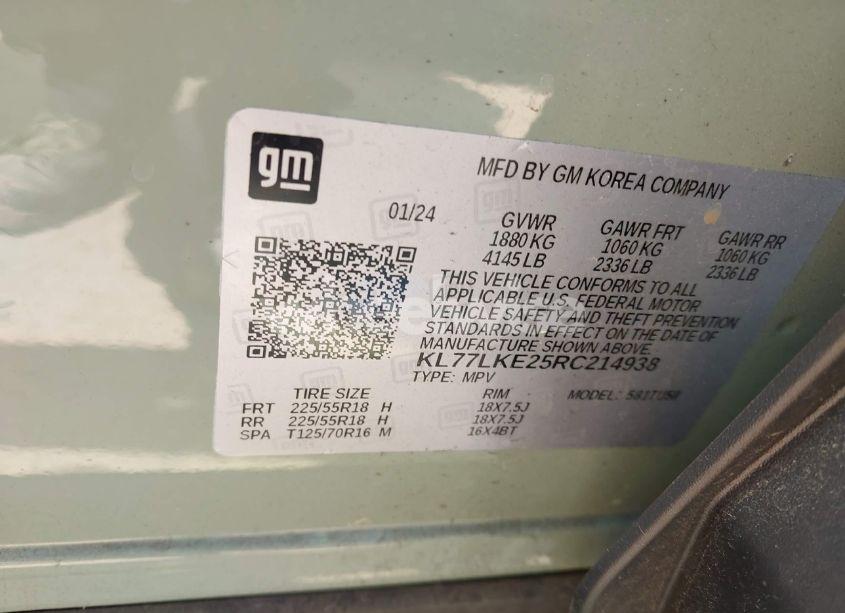 gm
MFD BY GM KOREA COMPANY
01/24
GVWR GAWR FRT GAWR RR
1880 KG 1060 KG 1060 KG
4145 LB 2336 LB 2336 LB
THIS VEHICLE CONFORMS TO ALL
APPLICABLE U.S. FEDERAL MOTOR
VEHICLE SAFETY AND THEFT PREVENTION
STANDARDS IN EFFECT ON THE DATE OF
MANUFACTURE SHOWN ABOVE.
KL77LKE25RC214938
TYPE: MPV
TIRE SIZE RIM MODEL:
FRT 225/55R18 H 18X7.5J
RR 225/55R18 H 18X7.5J
SPA T125/70R16 M 16X4BT